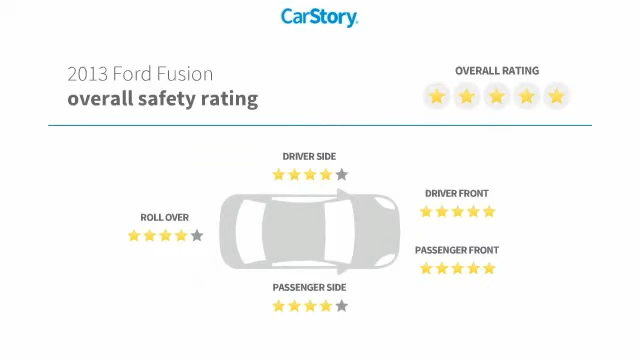 CarStory.
2013 Ford Fusion
overall safety rating
OVERALL RATING
DRIVER SIDE
DRIVER FRONT
ROLL OVER
PASSENGER FRONT
PASSENGER SIDE